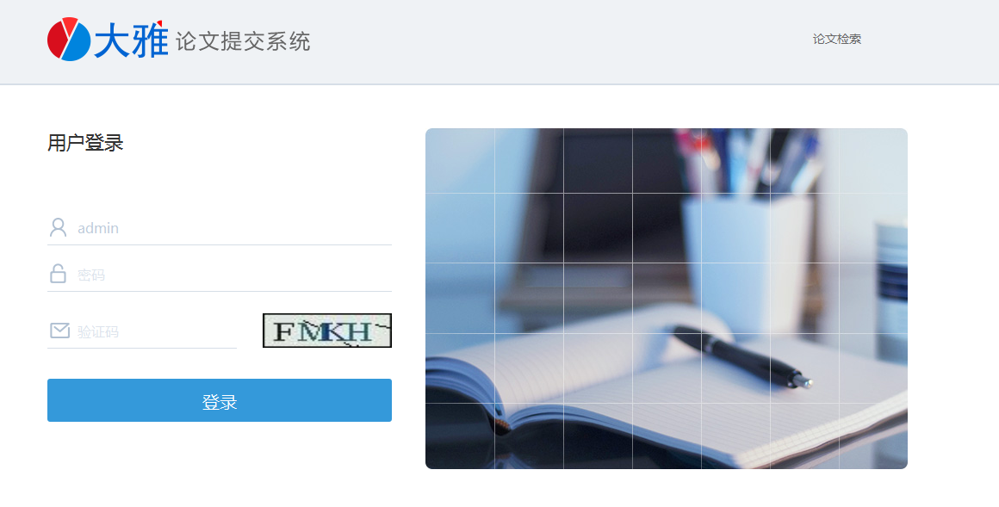 大雅 论文提交系统
论文检索
用户登录
admin
密码
验证码
FMKH
登录